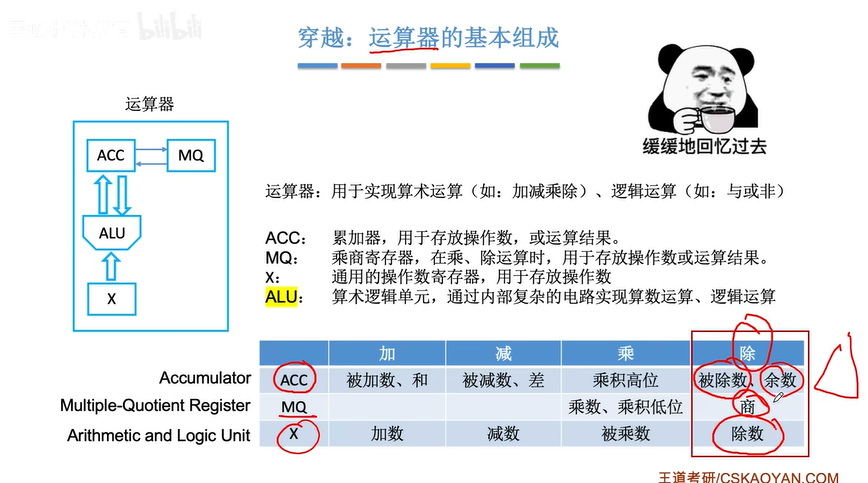 bilibili
穿越：运算器的基本组成
运算器
ACC
MQ
ALU
X
缓缓地回忆过去
运算器：用于实现算术运算（如：加减乘除）、逻辑运算（如：与或非）
ACC： 累加器，用于存放操作数，或运算结果。
MQ： 乘商寄存器，在乘、除运算时，用于存放操作数或运算结果。
X： 通用的操作数寄存器，用于存放操作数
ALU： 算术逻辑单元，通过内部复杂的电路实现算数运算、逻辑运算
加 减 乘 除
Accumulator ACC 被加数、和 被减数、差 乘积高位 被除数、余数
Multiple-Quotient Register MQ 乘数、乘积低位 商
Arithmetic and Logic Unit X 加数 减数 被乘数 除数
王道考研/CSKAOYAN.COM